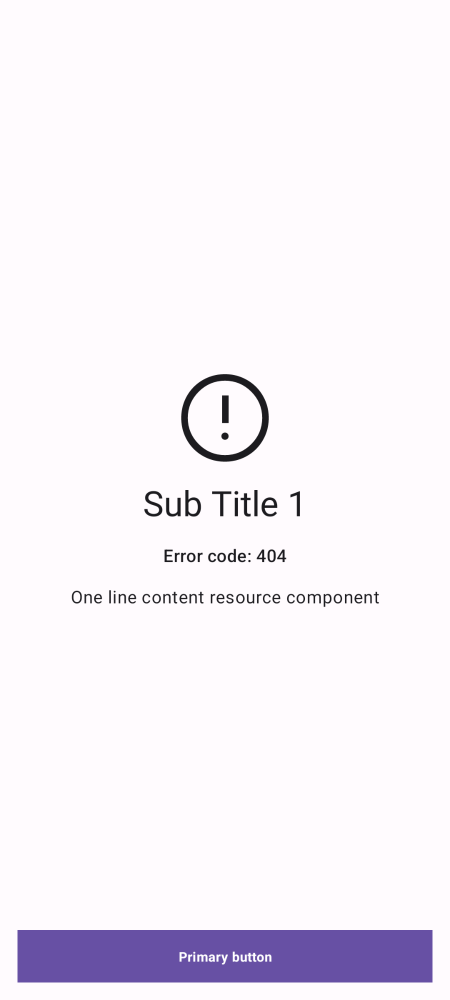 Sub Title 1
Error code: 404
One line content resource component
Primary button